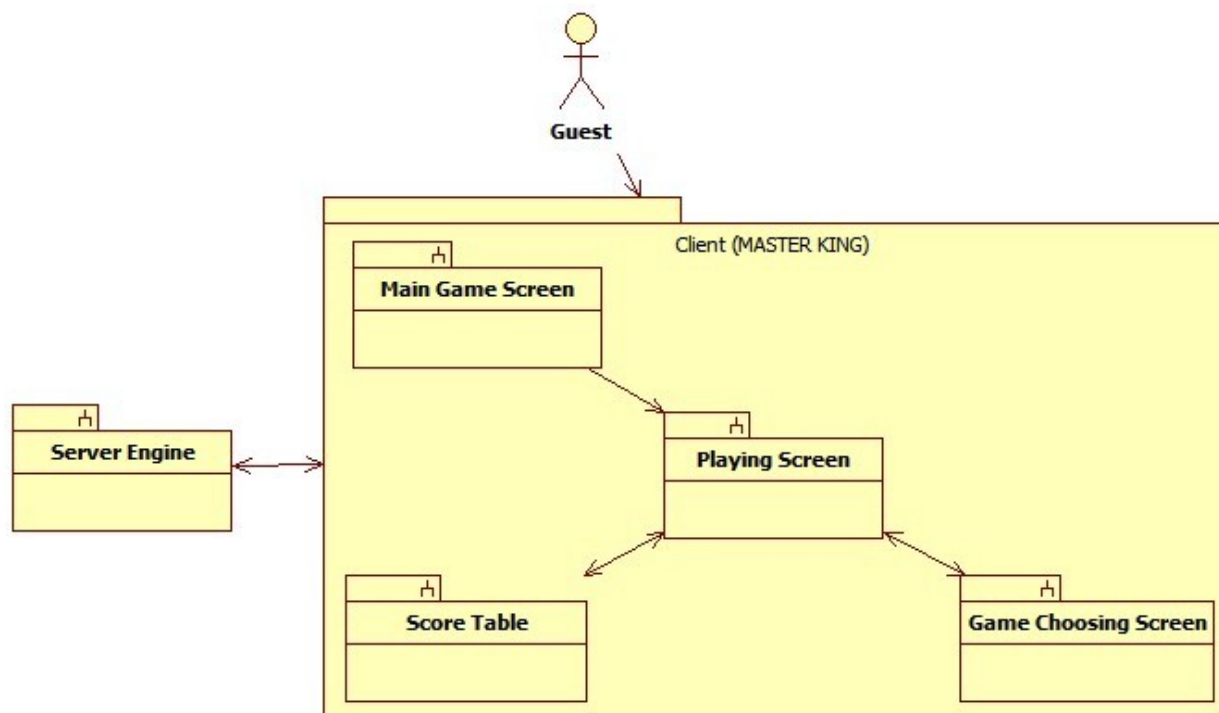 Guest
Client (MASTER KING)
Main Game Screen
Server Engine
Playing Screen
Score Table
Game Choosing Screen